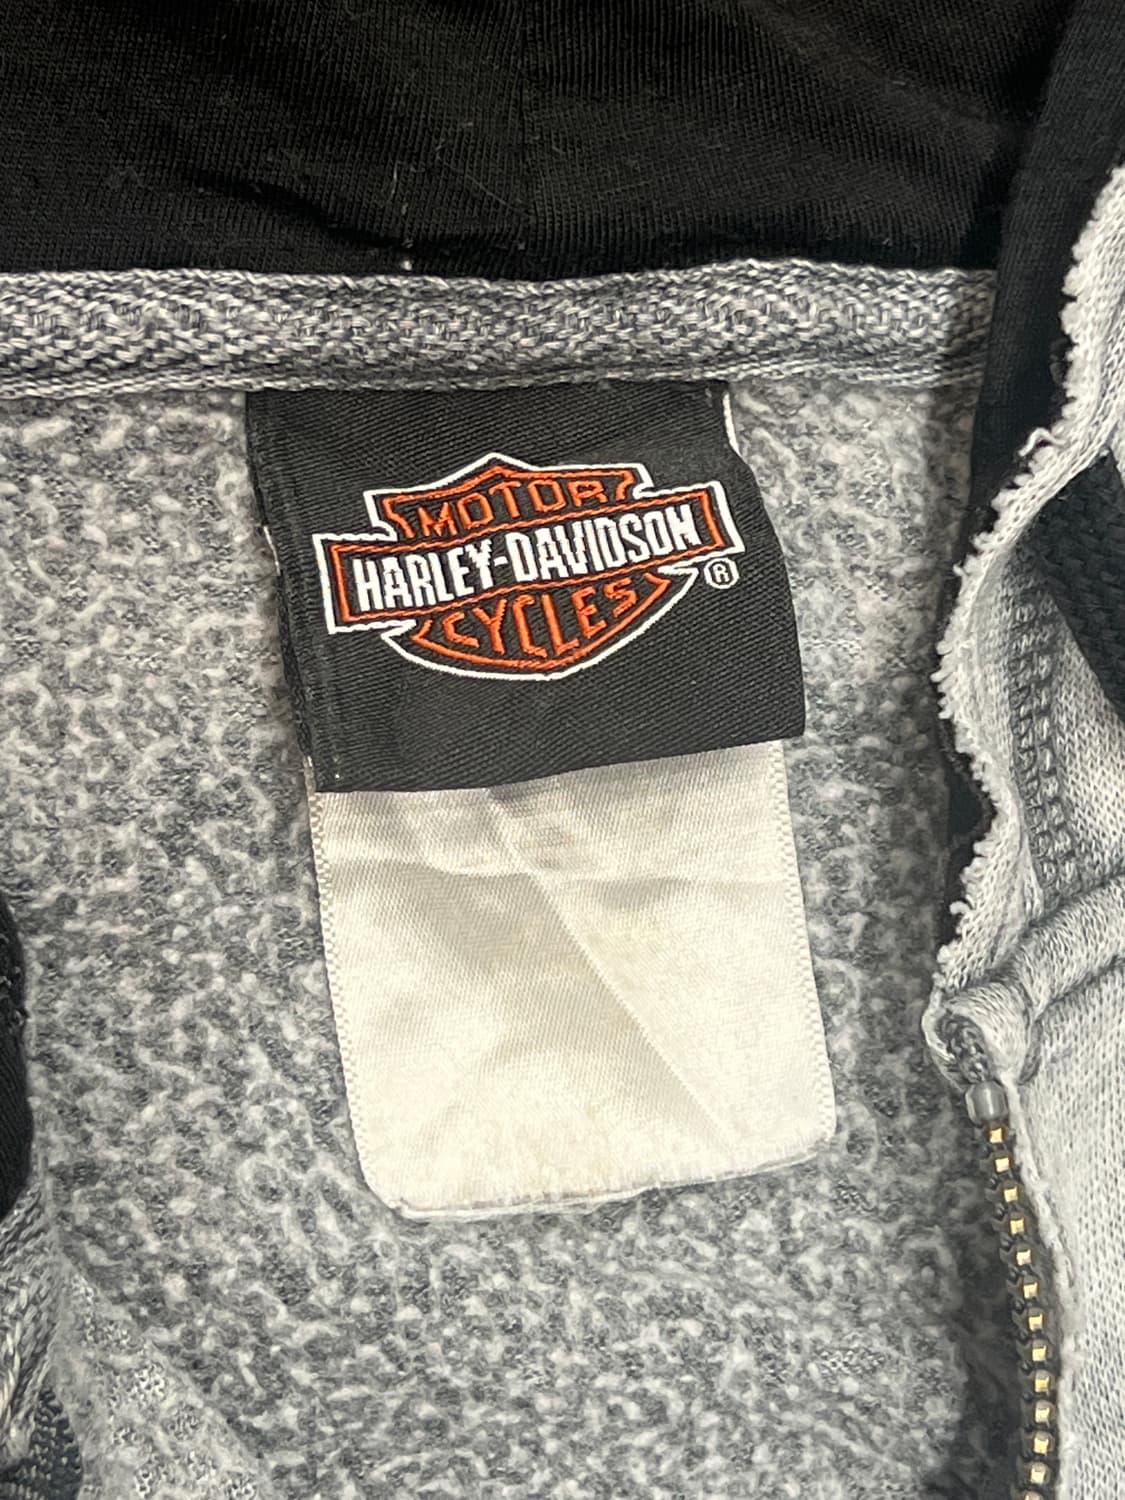 MOTOR
HARLEY-DAVIDSON
CYCLES
®